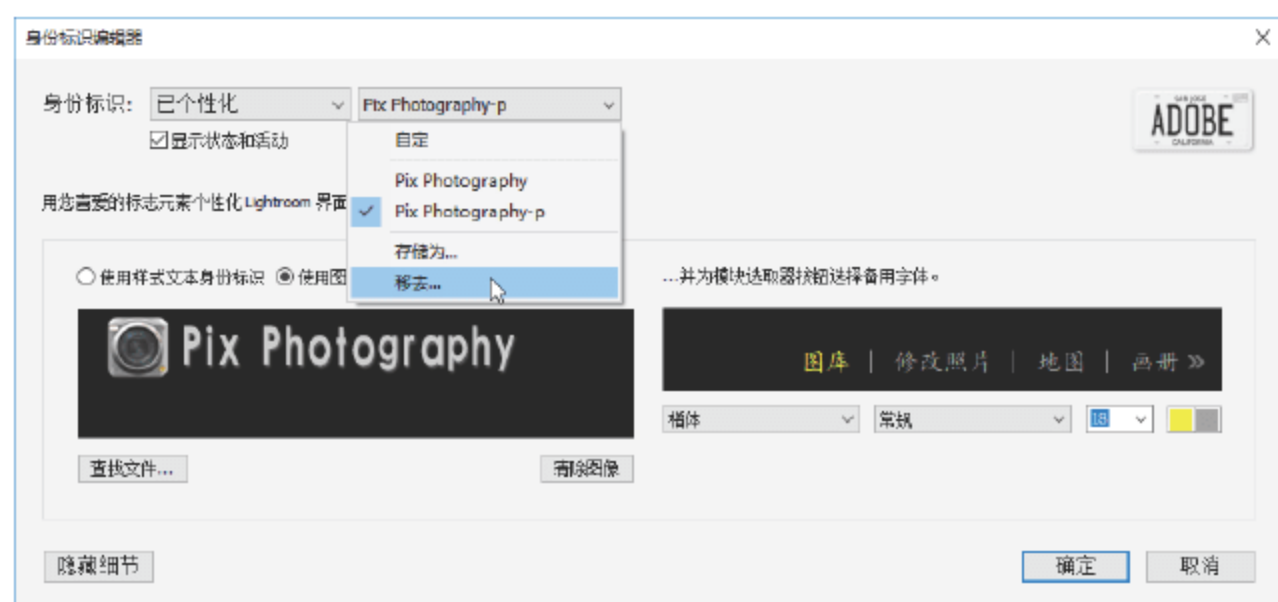 身份标识编辑器
身份标识: 已个性化 Pix Photography-p
显示状态和活动
自定
Pix Photography
Pix Photography-p
存储为...
移去...
用您喜爱的标志元素个性化 Lightroom 界面
使用样式文本身份标识 使用图
...并为模块选取器按钮选择备用字体。
Pix Photography
图库 | 修改照片 | 地图 | 画册 »
楷体 常规 18
查找文件... 清除图像
隐藏细节 确定 取消
SAN JOSE
ADOBE
CALIFORNIA